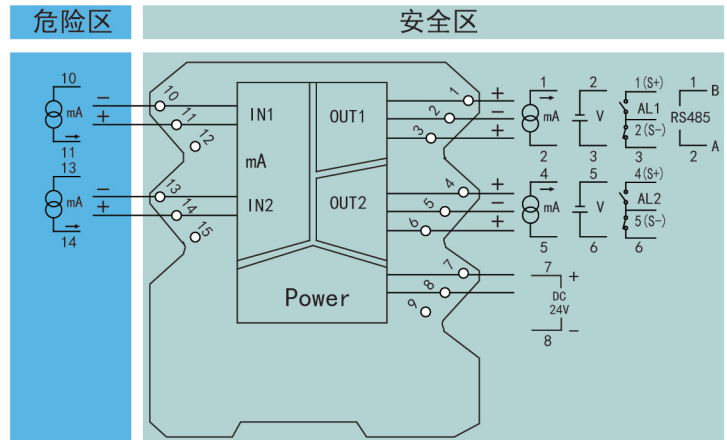 危险区 安全区
10 − 10 IN1 OUT1 1 + 1 2 1(S+) 1 B
mA + 11 2 − mA V AL1 RS485
11 12 3 + 2 3 2(S-) 3 2 A
mA
13 − 13 IN2 OUT2 4 + 4 5 4(S+)
mA + 14 5 − mA V AL2
14 15 6 + 5 6 5(S-) 6
7 7 +
Power 8 DC
24V
9 8 −